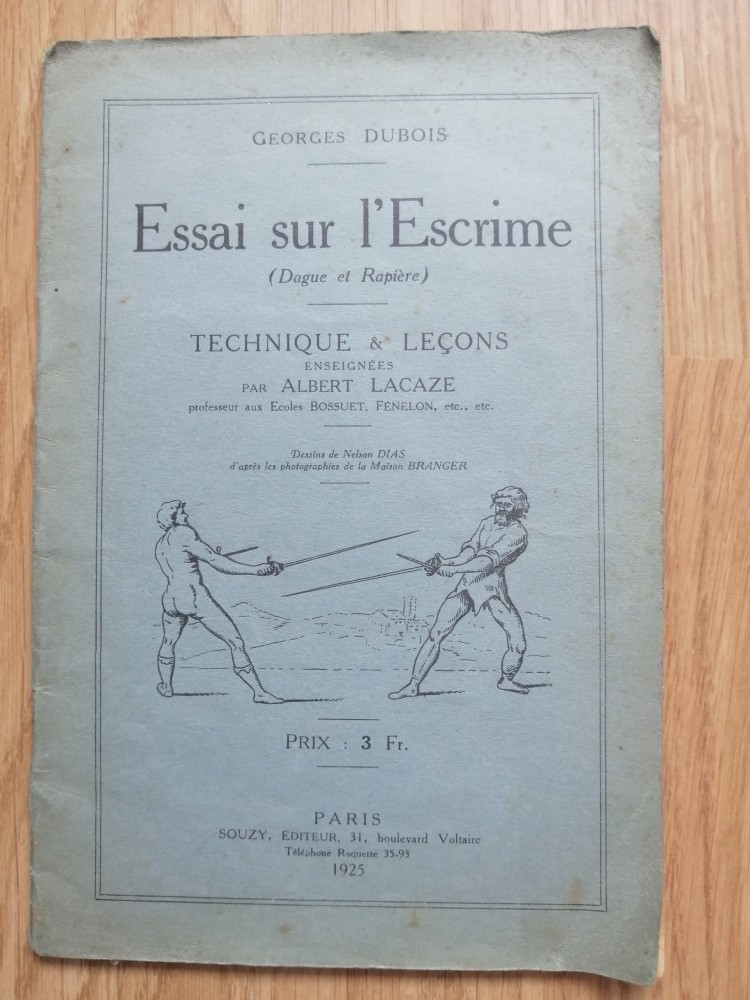 GEORGES DUBOIS
Essai sur l'Escrime
(Dague et Rapière)
TECHNIQUE & LEÇONS
ENSEIGNÉES
PAR ALBERT LACAZE
professeur aux Ecoles BOSSUET, FÉNELON, etc., etc.
Dessins de Nelson DIAS
d'après les photographies de la Maison BRANGER
PRIX : 3 Fr.
PARIS
SOUZY, EDITEUR, 31, boulevard Voltaire
Téléphone Roquette 35-93
1925